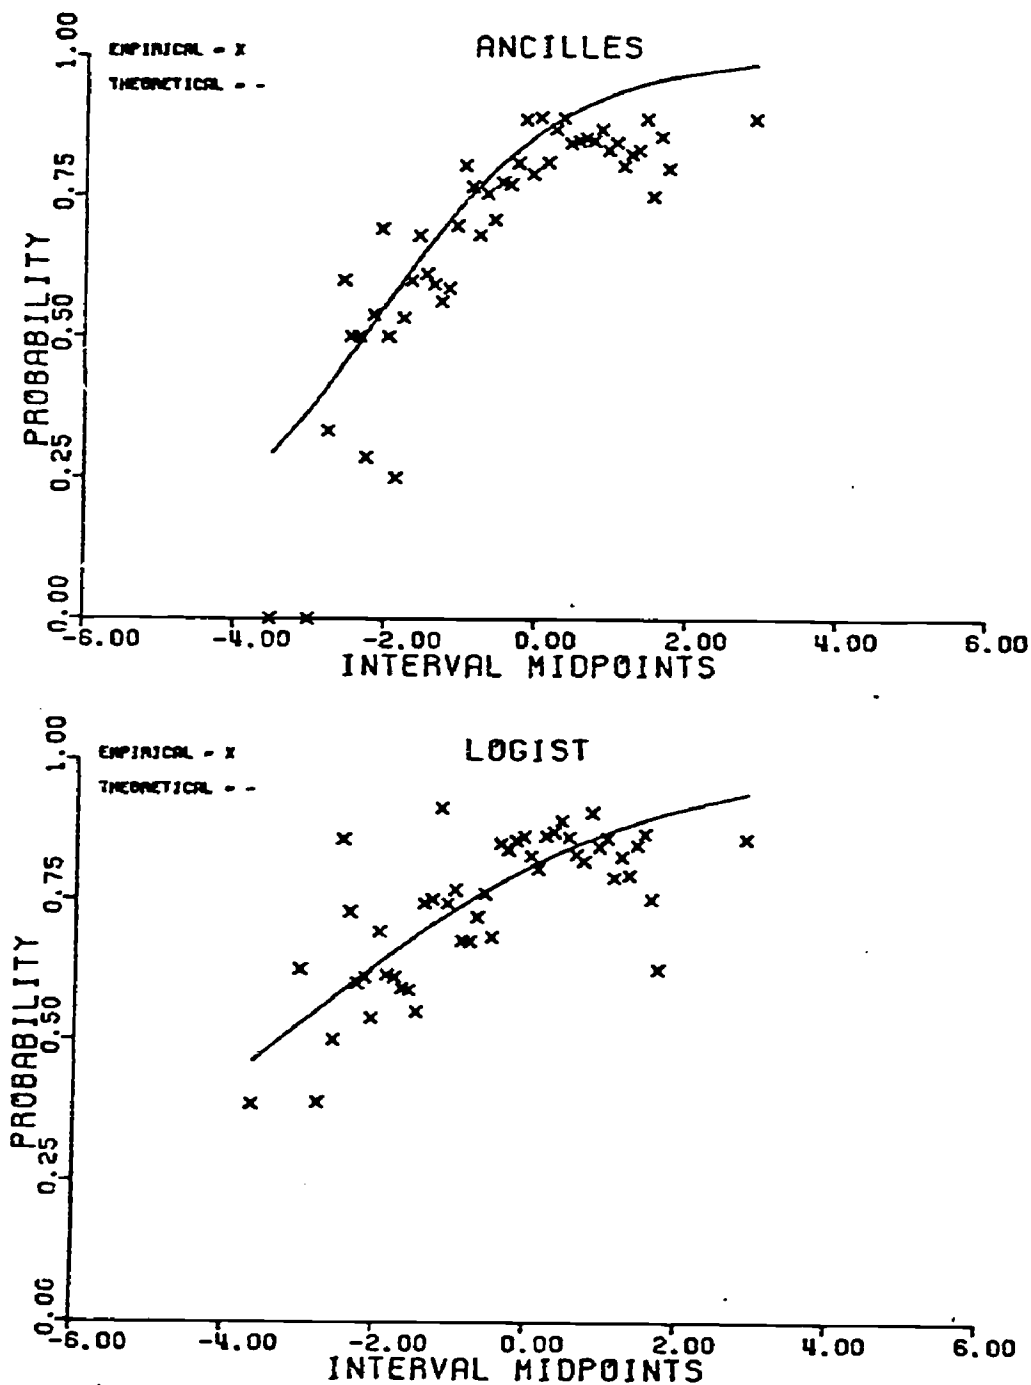 ANCILLES
EMPIRICAL - X
THEORETICAL - -
PROBABILITY
1.00
0.75
0.50
0.25
0.00
-6.00 -4.00 -2.00 0.00 2.00 4.00 6.00
INTERVAL MIDPOINTS
LOGIST
EMPIRICAL - X
THEORETICAL - -
PROBABILITY
1.00
0.75
0.50
0.25
0.00
-6.00 -4.00 -2.00 0.00 2.00 4.00 6.00
INTERVAL MIDPOINTS